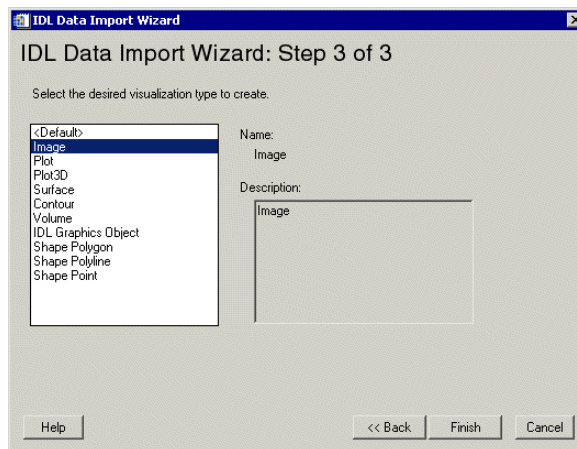 IDL Data Import Wizard
IDL Data Import Wizard: Step 3 of 3
Select the desired visualization type to create.
<Default>
Image
Plot
Plot3D
Surface
Contour
Volume
IDL Graphics Object
Shape Polygon
Shape Polyline
Shape Point
Name:
Image
Description:
Image
Help
<< Back
Finish
Cancel